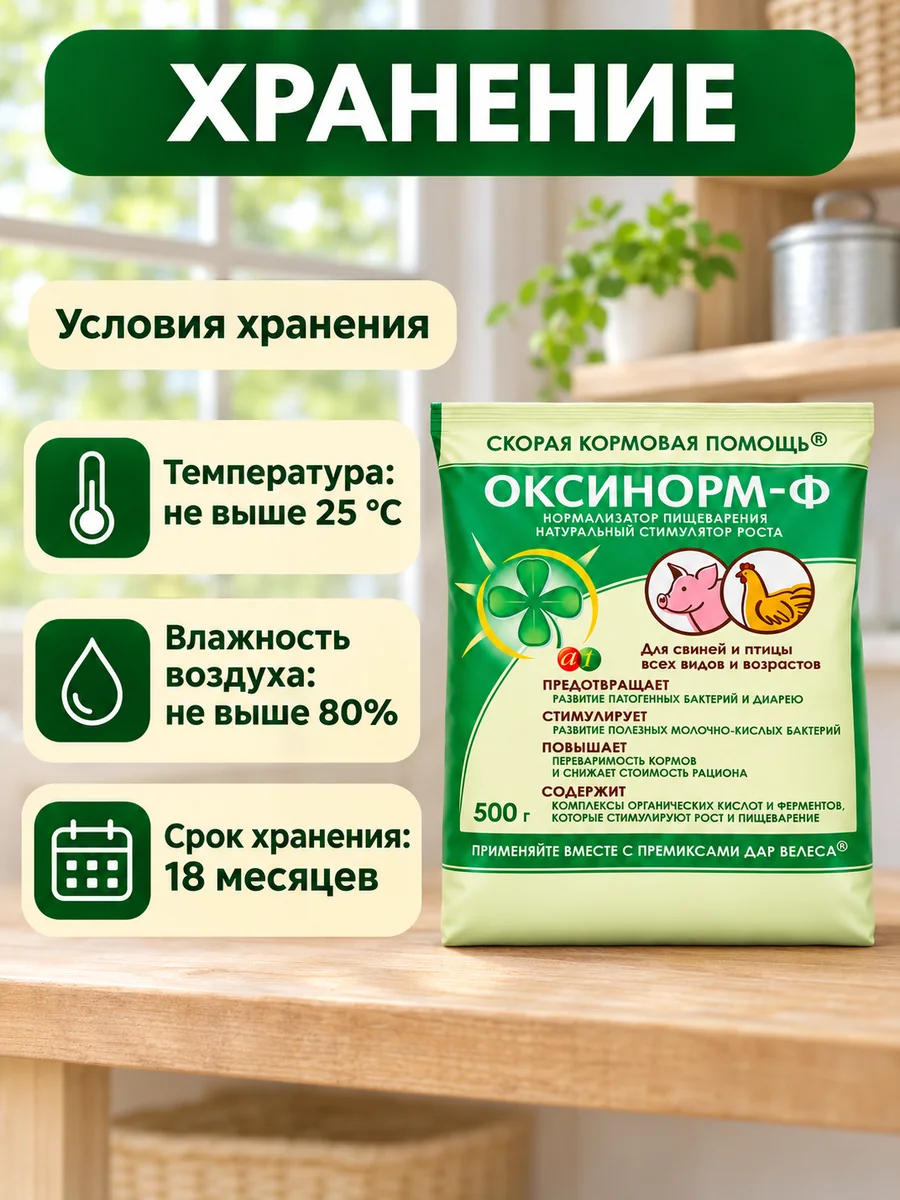 ХРАНЕНИЕ
Условия хранения
Температура:
не выше 25 °C
Влажность
воздуха:
не выше 80%
Срок хранения:
18 месяцев
СКОРАЯ КОРМОВАЯ ПОМОЩЬ®
ОКСИНОРМ-Ф
НОРМАЛИЗАТОР ПИЩЕВАРЕНИЯ
НАТУРАЛЬНЫЙ СТИМУЛЯТОР РОСТА
at
Для свиней и птицы
всех видов и возрастов
ПРЕДОТВРАЩАЕТ
РАЗВИТИЕ ПАТОГЕННЫХ БАКТЕРИЙ И ДИАРЕЮ
СТИМУЛИРУЕТ
РАЗВИТИЕ ПОЛЕЗНЫХ МОЛОЧНО-КИСЛЫХ БАКТЕРИЙ
ПОВЫШАЕТ
ПЕРЕВАРИМОСТЬ КОРМОВ
И СНИЖАЕТ СТОИМОСТЬ РАЦИОНА
СОДЕРЖИТ
КОМПЛЕКСЫ ОРГАНИЧЕСКИХ КИСЛОТ И ФЕРМЕНТОВ,
КОТОРЫЕ СТИМУЛИРУЮТ РОСТ И ПИЩЕВАРЕНИЕ
500 г
ПРИМЕНЯЙТЕ ВМЕСТЕ С ПРЕМИКСАМИ ДАР ВЕЛЕСА®